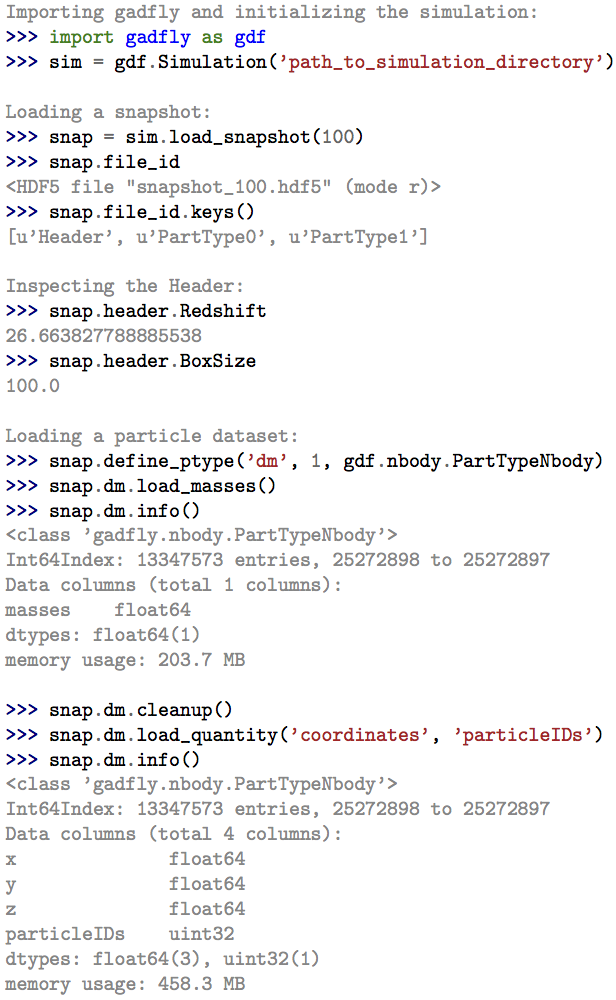 Importing gadfly and initializing the simulation:
>>> import gadfly as gdf
>>> sim = gdf.Simulation(’path_to_simulation_directory’)
Loading a snapshot:
>>> snap = sim.load_snapshot(100)
>>> snap.file_id
<HDF5 file "snapshot_100.hdf5" (mode r)>
>>> snap.file_id.keys()
[u’Header’, u’PartType0’, u’PartType1’]
Inspecting the Header:
>>> snap.header.Redshift
26.663827788885538
>>> snap.header.BoxSize
100.0
Loading a particle dataset:
>>> snap.define_ptype(’dm’, 1, gdf.nbody.PartTypeNbody)
>>> snap.dm.load_masses()
>>> snap.dm.info()
<class ’gadfly.nbody.PartTypeNbody’>
Int64Index: 13347573 entries, 25272898 to 25272897
Data columns (total 1 columns):
masses    float64
dtypes: float64(1)
memory usage: 203.7 MB
>>> snap.dm.cleanup()
>>> snap.dm.load_quantity(’coordinates’, ’particleIDs’)
>>> snap.dm.info()
<class ’gadfly.nbody.PartTypeNbody’>
Int64Index: 13347573 entries, 25272898 to 25272897
Data columns (total 4 columns):
x              float64
y              float64
z              float64
particleIDs    uint32
dtypes: float64(3), uint32(1)
memory usage: 458.3 MB